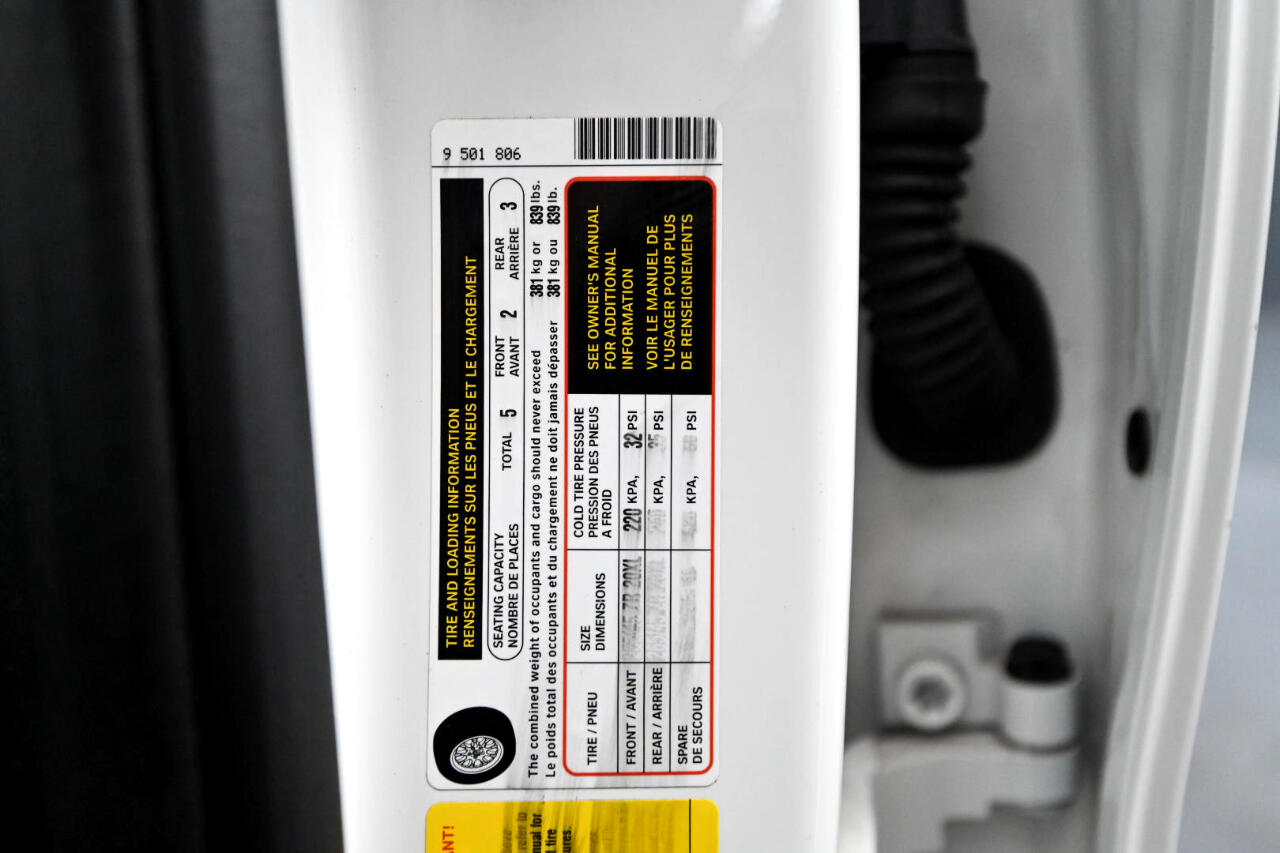 9 501 806
TIRE AND LOADING INFORMATION
RENSEIGNEMENTS SUR LES PNEUS ET LE CHARGEMENT
SEATING CAPACITY
NOMBRE DE PLACES
TOTAL 5
FRONT
AVANT 2
REAR
ARRIÈRE 3
The combined weight of occupants and cargo should never exceed 381 kg or 839 lbs.
Le poids total des occupants et du chargement ne doit jamais dépasser 381 kg ou 839 lb.
TIRE / PNEU
SIZE
DIMENSIONS
COLD TIRE PRESSURE
PRESSION DES PNEUS
A FROID
FRONT / AVANT 20XL 220 KPA, 32 PSI
REAR / ARRIÈRE KPA, PSI
SPARE
DE SECOURS KPA, PSI
SEE OWNER'S MANUAL
FOR ADDITIONAL
INFORMATION
VOIR LE MANUEL DE
L'USAGER POUR PLUS
DE RENSEIGNEMENTS
refer to
for
tire